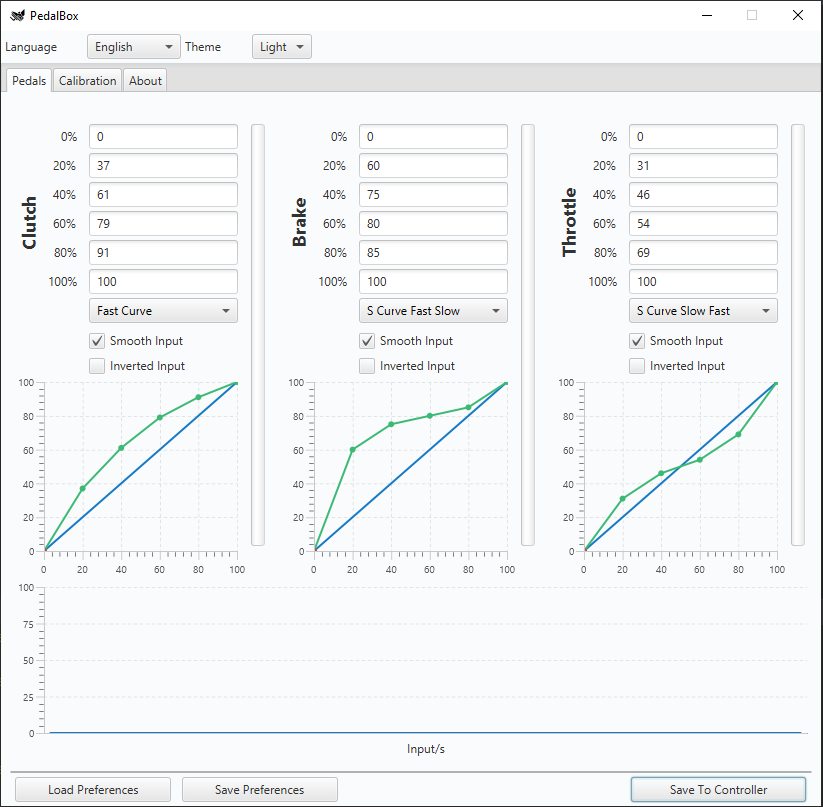 PedalBox
Language English Theme Light
Pedals Calibration About
Clutch
0% 0
20% 37
40% 61
60% 79
80% 91
100% 100
Fast Curve
Smooth Input
Inverted Input
100
80
60
40
20
0
0 20 40 60 80 100
Brake
0% 0
20% 60
40% 75
60% 80
80% 85
100% 100
S Curve Fast Slow
Smooth Input
Inverted Input
100
80
60
40
20
0
0 20 40 60 80 100
Throttle
0% 0
20% 31
40% 46
60% 54
80% 69
100% 100
S Curve Slow Fast
Smooth Input
Inverted Input
100
80
60
40
20
0
0 20 40 60 80 100
100
75
50
25
0
Input/s
Load Preferences Save Preferences Save To Controller